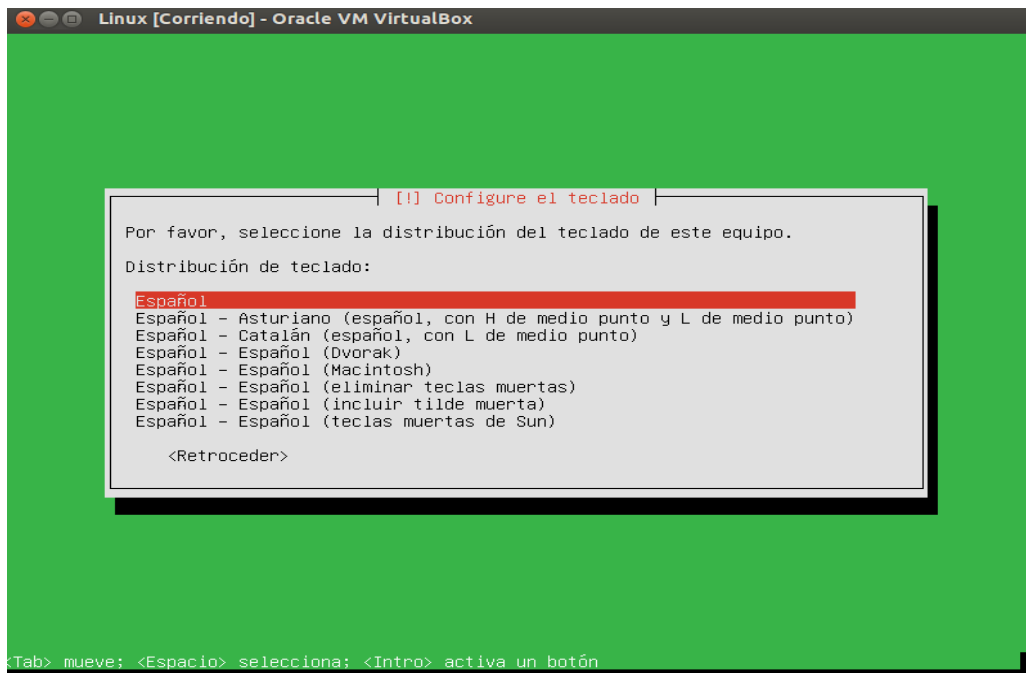 Linux [Corriendo] - Oracle VM VirtualBox
[!] Configure el teclado
Por favor, seleccione la distribución del teclado de este equipo.
Distribución de teclado:
Español
Español - Asturiano (español, con H de medio punto y L de medio punto)
Español - Catalán (español, con L de medio punto)
Español - Español (Dvorak)
Español - Español (Macintosh)
Español - Español (eliminar teclas muertas)
Español - Español (incluir tilde muerta)
Español - Español (teclas muertas de Sun)
<Retroceder>
<Tab> mueve; <Espacio> selecciona; <Intro> activa un botón